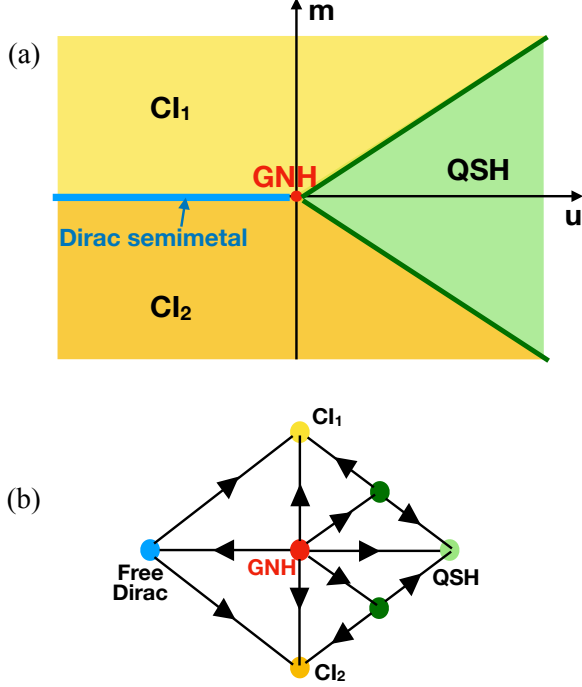 (a)
m
CI₁
GNH
QSH
u
Dirac semimetal
CI₂
(b)
CI₁
Free
Dirac
GNH
QSH
CI₂